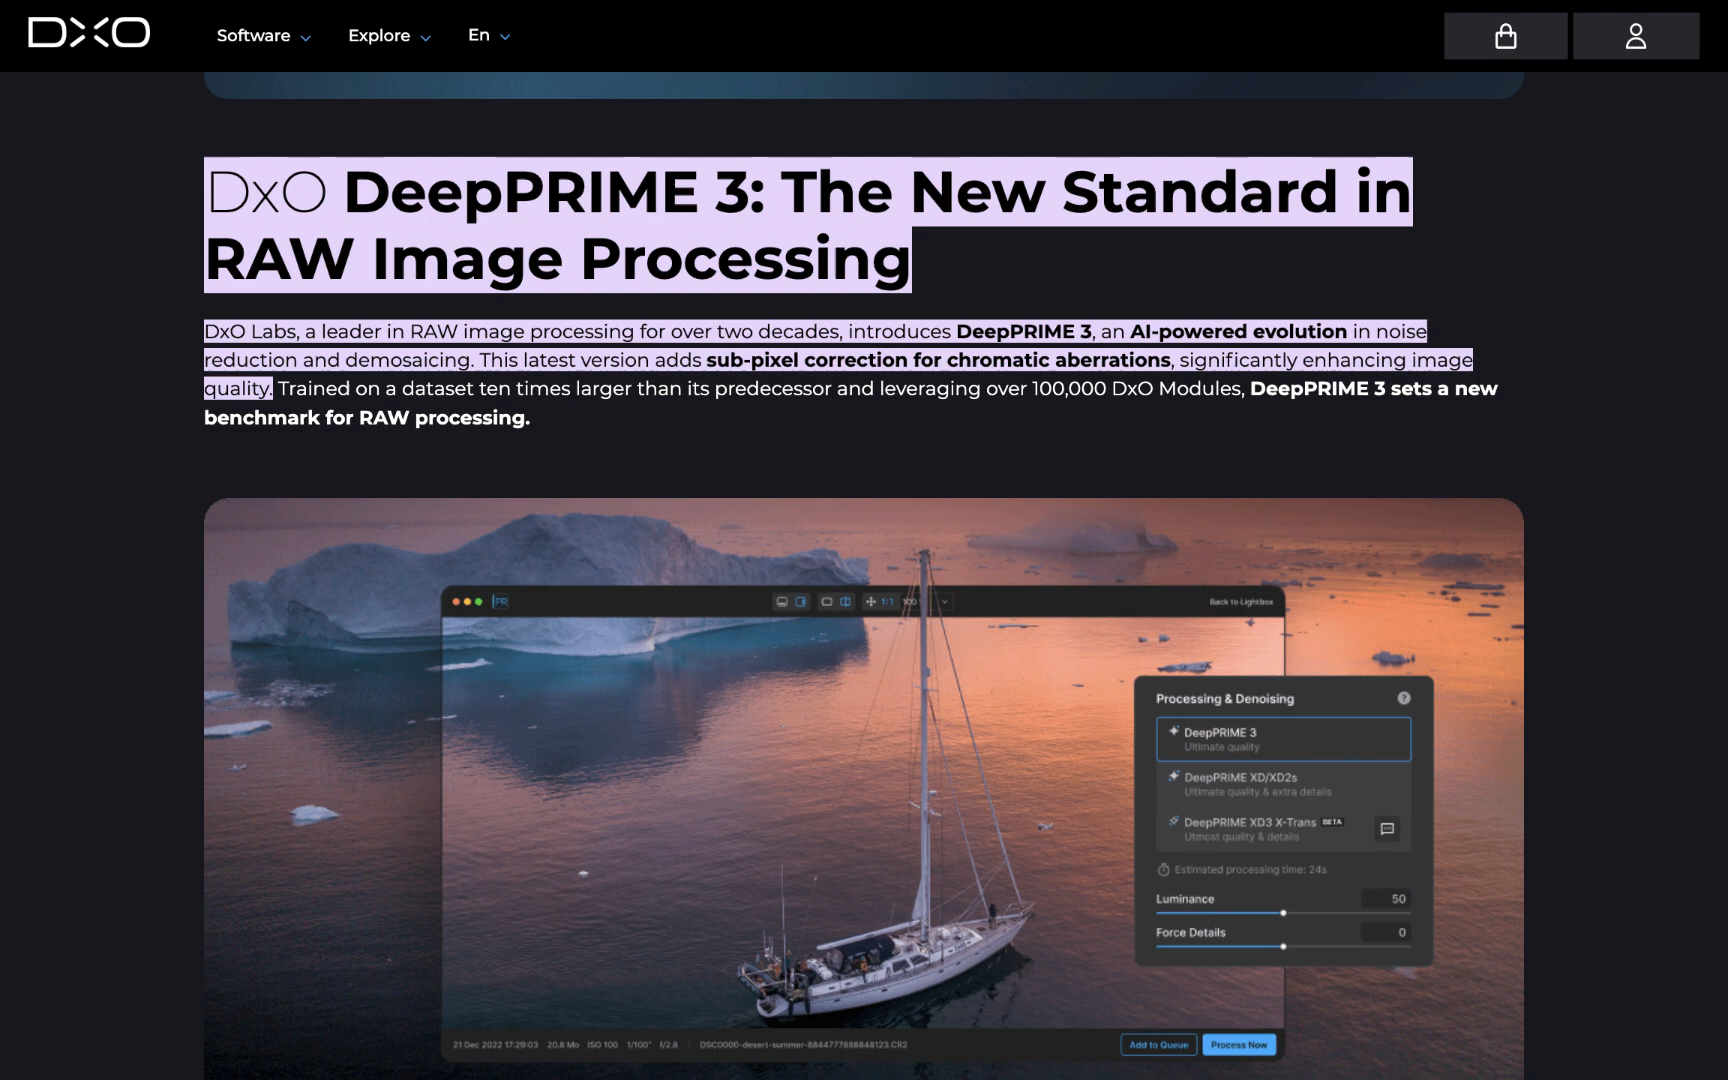 DXO
Software
Explore
En
DxO DeepPRIME 3: The New Standard in
RAW Image Processing
DxO Labs, a leader in RAW image processing for over two decades, introduces DeepPRIME 3, an AI-powered evolution in noise
reduction and demosaicing. This latest version adds sub-pixel correction for chromatic aberrations, significantly enhancing image
quality. Trained on a dataset ten times larger than its predecessor and leveraging over 100,000 DxO Modules, DeepPRIME 3 sets a new
benchmark for RAW processing.
PR
1:1
100
Back to Lightbox
Processing & Denoising
?
DeepPRIME 3
Ultimate quality
DeepPRIME XD/XD2s
Ultimate quality & extra details
DeepPRIME XD3 X-Trans BETA
Utmost quality & details
Estimated processing time: 24s
Luminance 50
Force Details 0
21 Dec 2022 17:29:03 20.8 Mo ISO 100 1/100" f/2.8 | DSC0000-desert-summer-6844777868848123.CR2
Add to Queue
Process Now